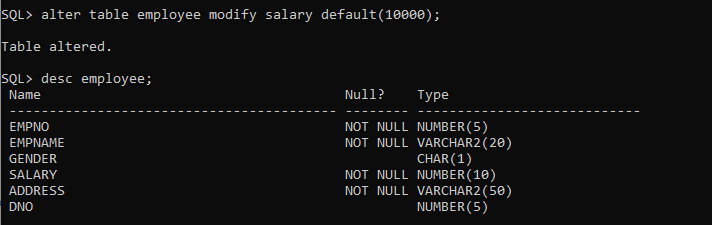 SQL> alter table employee modify salary default(10000);
Table altered.
SQL> desc employee;
Name Null? Type
----------------------------------------- -------- ----------------------------
EMPNO NOT NULL NUMBER(5)
EMPNAME NOT NULL VARCHAR2(20)
GENDER CHAR(1)
SALARY NOT NULL NUMBER(10)
ADDRESS NOT NULL VARCHAR2(50)
DNO NUMBER(5)